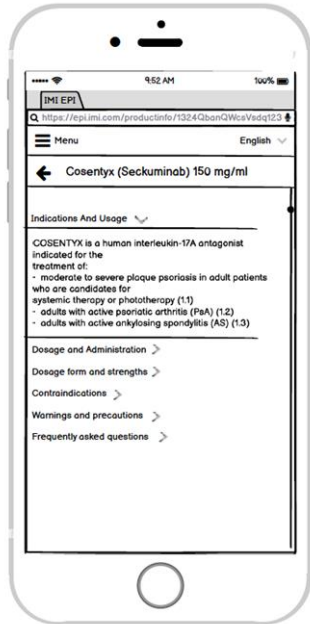 9:52 AM
100%
IMI EPI
https://epi.imi.com/productinfo/1324QbanQWcsVsdq123
Menu
English
Cosentyx (Seckuminab) 150 mg/ml
Indications And Usage
COSENTYX is a human interleukin-17A antagonist
indicated for the
treatment of:
- moderate to severe plaque psoriasis in adult patients
who are candidates for
systemic therapy or phototherapy (1.1)
- adults with active psoriatic arthritis (PsA) (1.2)
- adults with active ankylosing spondylitis (AS) (1.3)
Dosage and Administration
Dosage form and strengths
Contraindications
Warnings and precautions
Frequently asked questions